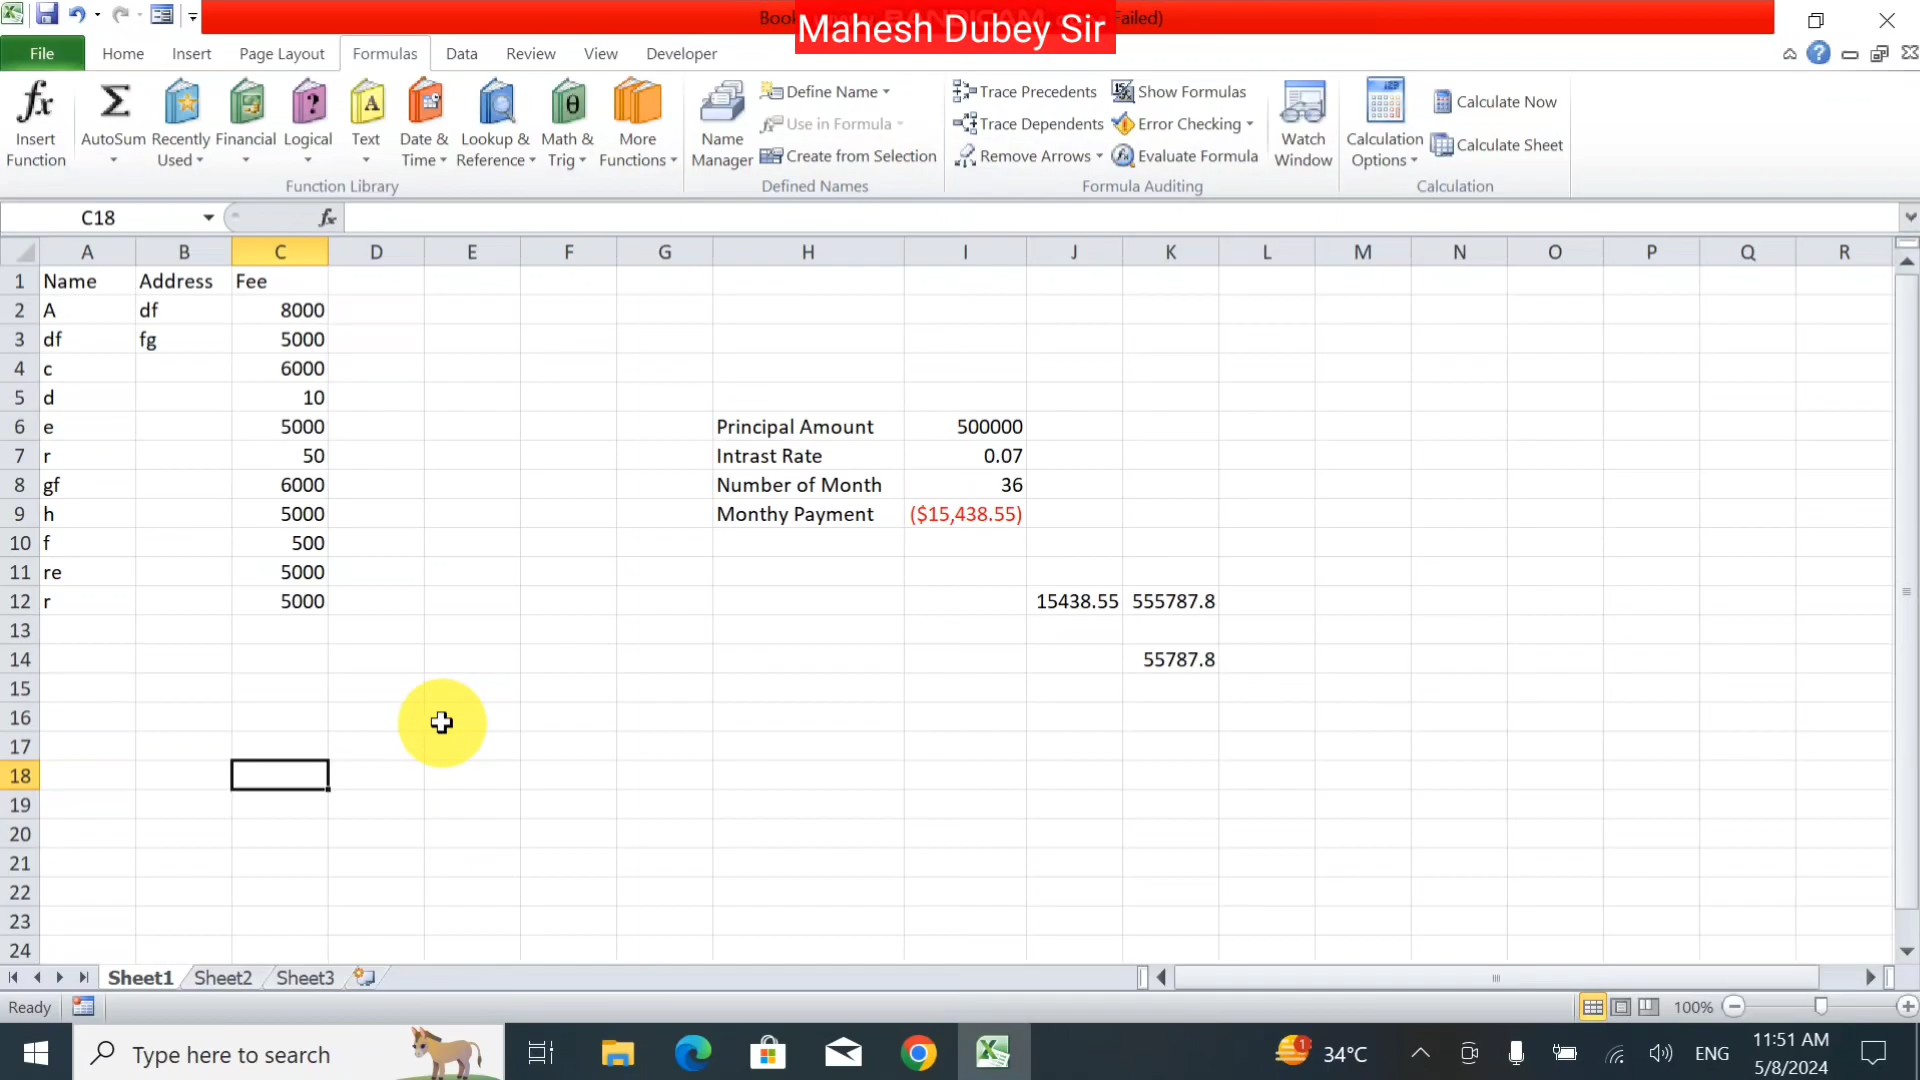 Mahesh Dubey Sir
Failed)
File Home Insert Page Layout Formulas Data Review View Developer
Insert Function
AutoSum
Recently Used
Financial
Logical
Text
Date & Time
Lookup & Reference
Math & Trig
More Functions
Function Library
Name Manager
Define Name
Use in Formula
Create from Selection
Defined Names
Trace Precedents
Trace Dependents
Remove Arrows
Show Formulas
Error Checking
Evaluate Formula
Formula Auditing
Watch Window
Calculation Options
Calculate Now
Calculate Sheet
Calculation
C18 fx
A B C D E F G H I J K L M N O P Q R
1 Name Address Fee
2 A df 8000
3 df fg 5000
4 c 6000
5 d 10
6 e 5000 Principal Amount 500000
7 r 50 Intrast Rate 0.07
8 gf 6000 Number of Month 36
9 h 5000 Monthy Payment ($15,438.55)
10 f 500
11 re 5000
12 r 5000 15438.55 555787.8
13
14 55787.8
15
16
17
18
19
20
21
22
23
24
Sheet1 Sheet2 Sheet3
Ready 100%
Type here to search 34°C ENG 11:51 AM
5/8/2024